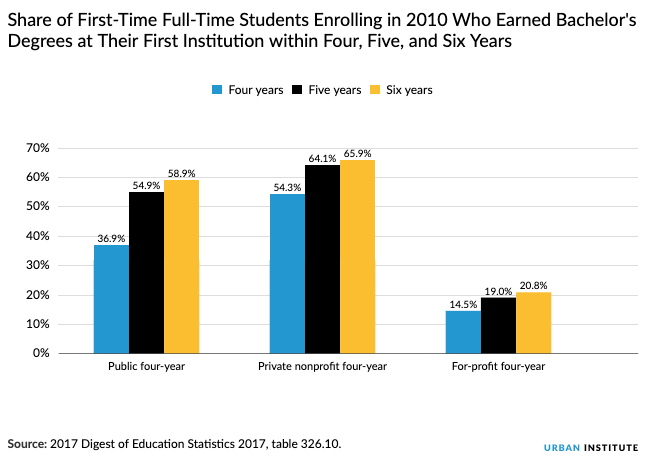 Share of First-Time Full-Time Students Enrolling in 2010 Who Earned Bachelor's
Degrees at Their First Institution within Four, Five, and Six Years
Four years Five years Six years
70%
60%
50%
40%
30%
20%
10%
0%
36.9% 54.9% 58.9%
54.3% 64.1% 65.9%
14.5% 19.0% 20.8%
Public four-year Private nonprofit four-year For-profit four-year
Source: 2017 Digest of Education Statistics 2017, table 326.10.
URBAN INSTITUTE